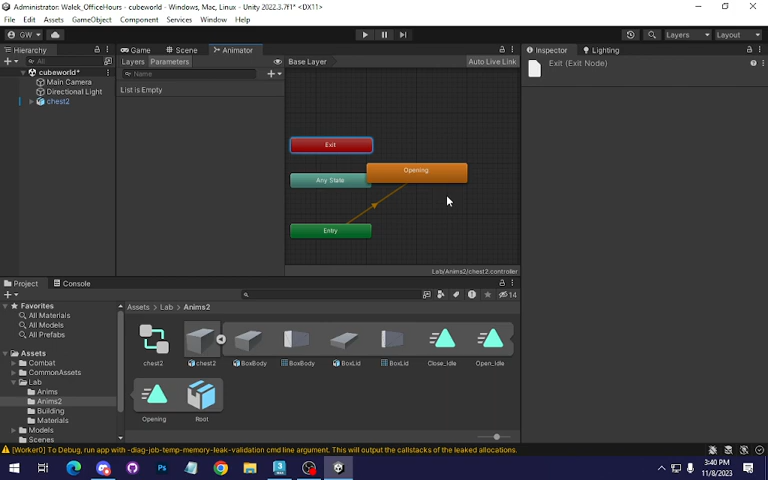 Administrator: Walek_OfficeHours - cubeworld - Windows, Mac, Linux - Unity 2022.3.7f1* <DX11>
File Edit Assets GameObject Component Services Window Help
GW
Layers Layout
Hierarchy
Game Scene Animator
Inspector Lighting
All
Layers Parameters
Base Layer
Auto Live Link
Exit (Exit Node)
cubeworld*
Name
Main Camera
Directional Light
List is Empty
chest2
Exit
Opening
Any State
Entry
Lab/Anims2/chest2.controller
Project Console
14
Favorites
Assets > Lab > Anims2
All Materials
All Models
All Prefabs
Assets
chest2 chest2 BoxBody BoxBody BoxLid BoxLid Close_Idle Open_Idle
Combat
CommonAssets
Lab
Anims
Anims2
Building
Materials
Opening Root
Models
Scenes
[Worker0] To Debug, run app with -diag-job-temp-memory-leak-validation cmd line argument. This will output the callstacks of the leaked allocations.
3:40 PM
11/8/2023